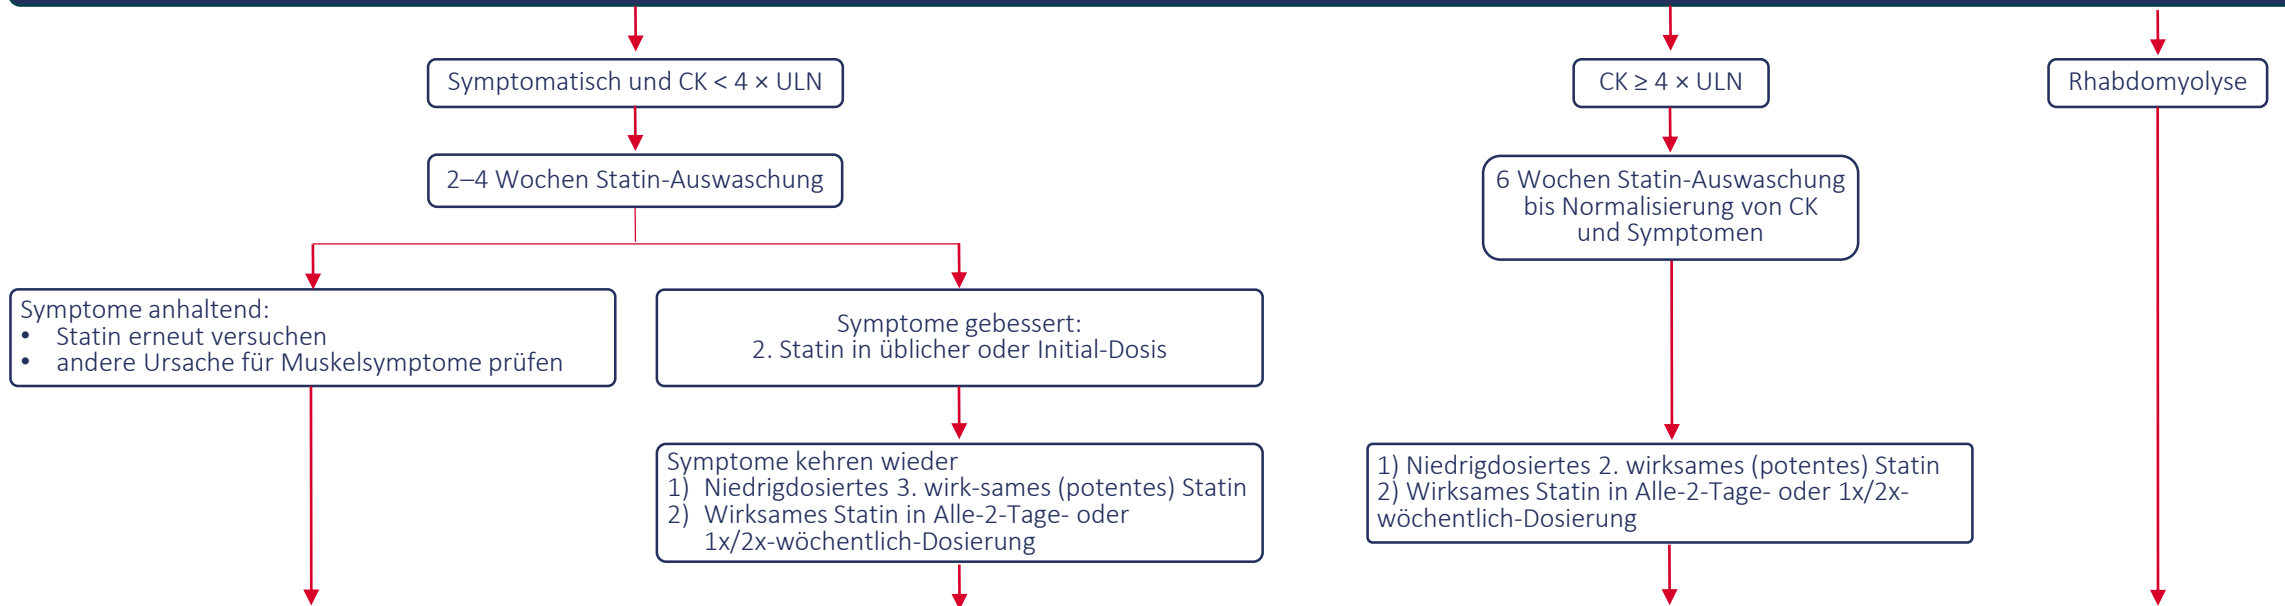 Symptomatisch und CK < 4 × ULN
CK ≥ 4 × ULN
Rhabdomyolyse
2–4 Wochen Statin-Auswaschung
6 Wochen Statin-Auswaschung
bis Normalisierung von CK
und Symptomen
Symptome anhaltend:
• Statin erneut versuchen
• andere Ursache für Muskelsymptome prüfen
Symptome gebessert:
2. Statin in üblicher oder Initial-Dosis
Symptome kehren wieder
1) Niedrigdosiertes 3. wirk-sames (potentes) Statin
2) Wirksames Statin in Alle-2-Tage- oder
1x/2x-wöchentlich-Dosierung
1) Niedrigdosiertes 2. wirksames (potentes) Statin
2) Wirksames Statin in Alle-2-Tage- oder 1x/2x-
wöchentlich-Dosierung